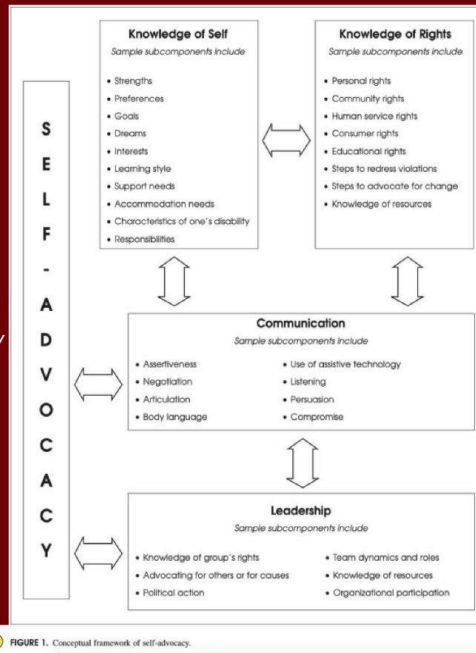 SELF-ADVOCACY
Knowledge of Self
Sample subcomponents include
• Strengths
• Preferences
• Goals
• Dreams
• Interests
• Learning style
• Support needs
• Accommodation needs
• Characteristics of one's disability
• Responsibilities
Knowledge of Rights
Sample subcomponents include
• Personal rights
• Community rights
• Human service rights
• Consumer rights
• Educational rights
• Steps to redress violations
• Steps to advocate for change
• Knowledge of resources
Communication
Sample subcomponents include
• Assertiveness
• Negotiation
• Articulation
• Body language
• Use of assistive technology
• Listening
• Persuasion
• Compromise
Leadership
Sample subcomponents include
• Knowledge of group's rights
• Advocating for others or for causes
• Political action
• Team dynamics and roles
• Knowledge of resources
• Organizational participation
FIGURE 1. Conceptual framework of self-advocacy.